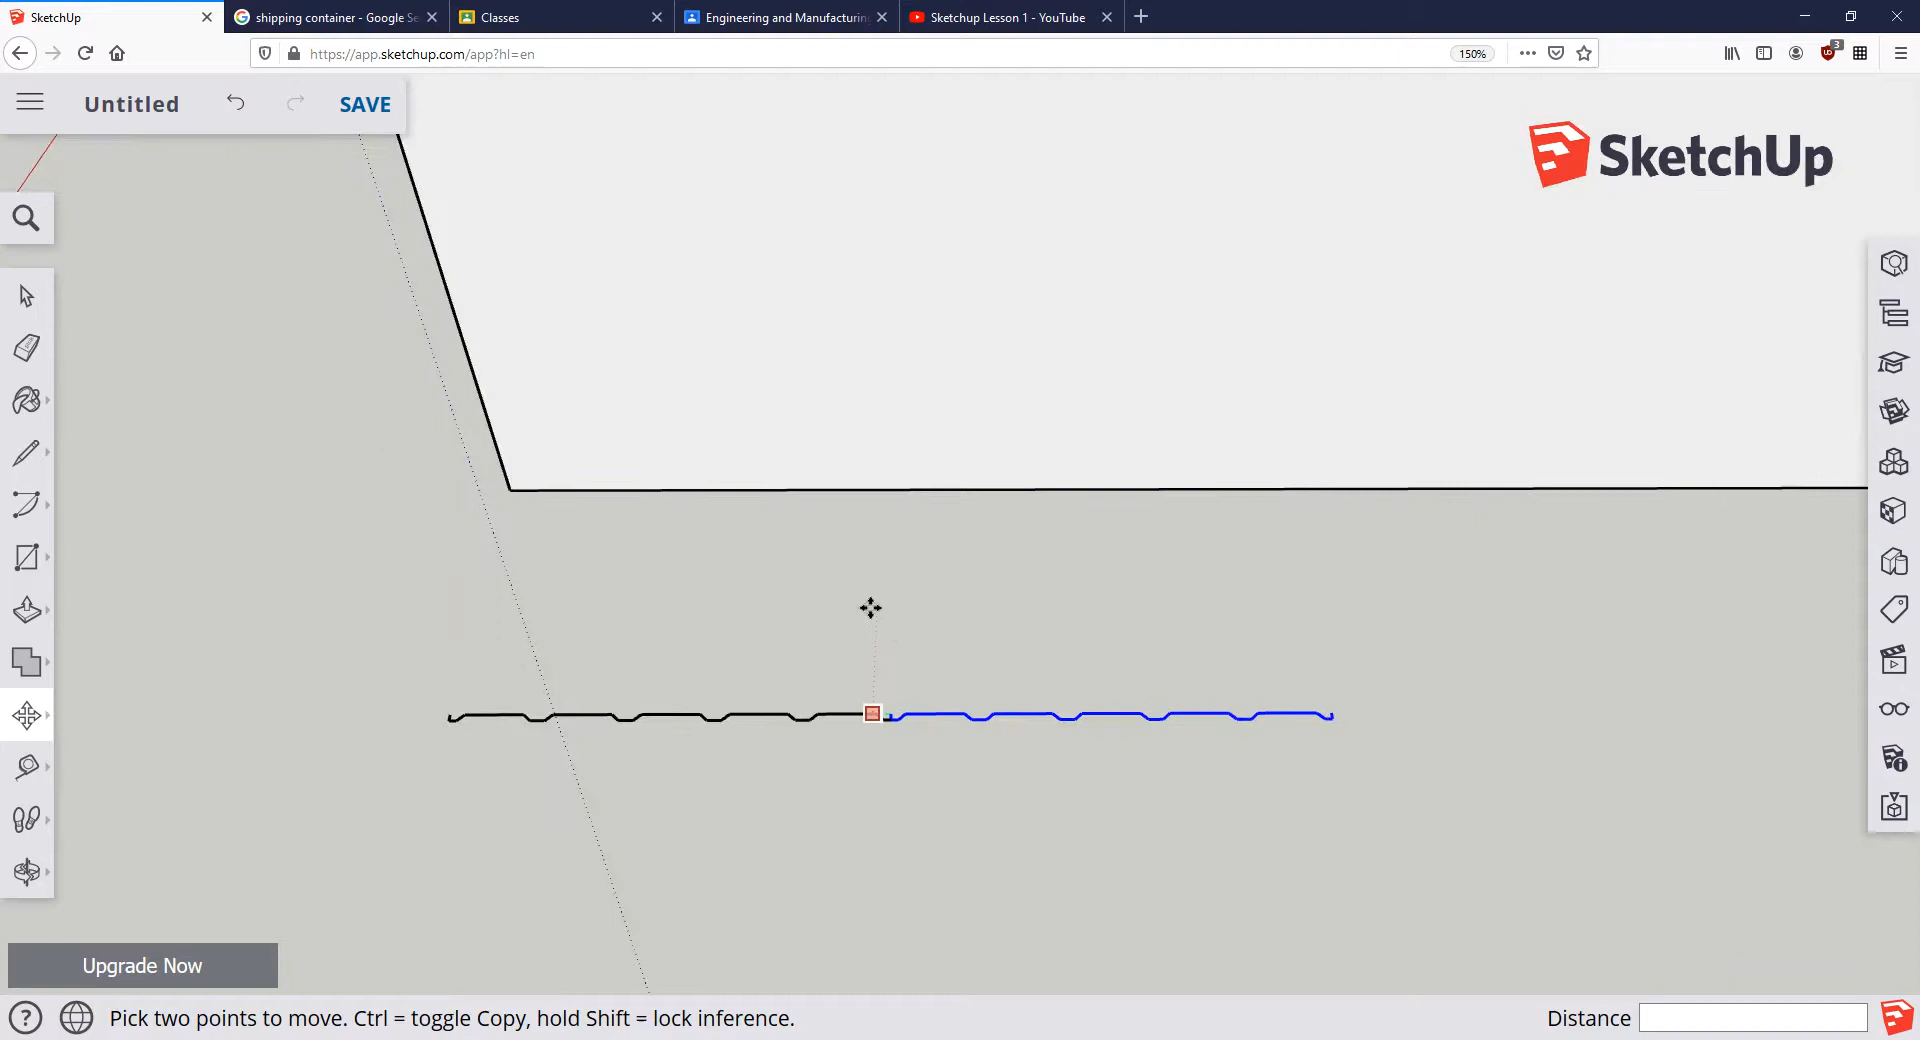 SketchUp
shipping container - Google Se
Classes
Engineering and Manufacturin
Sketchup Lesson 1 - YouTube
https://app.sketchup.com/app?hl=en
150%
3
Untitled
SAVE
SketchUp
Upgrade Now
Pick two points to move. Ctrl = toggle Copy, hold Shift = lock inference.
Distance